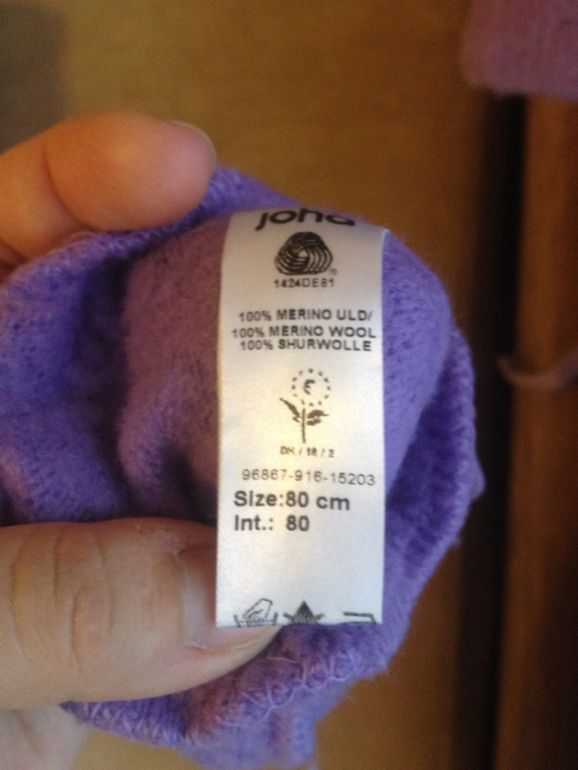 joha
1424DE81
100% MERINO ULD/
100% MERINO WOOL
100% SHURWOLLE
E
DK / 16 / 2
96867-916-15203
Size:80 cm
Int.: 80